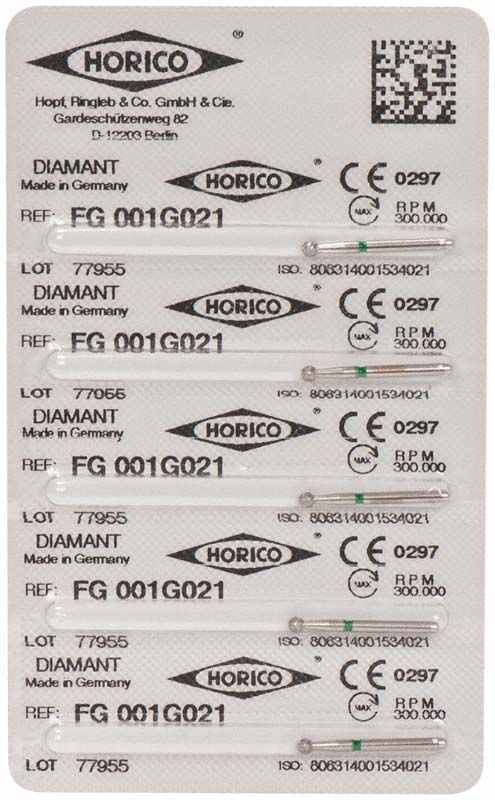 HORICO®
Hopf, Ringleb & Co. GmbH & Cie.
Gardeschützenweg 82
D-12203 Berlin
DIAMANT HORICO® CE 0297
Made in Germany MAX RPM
REF: FG 001G021 300.000
LOT 77955 ISO: 806314001534021
DIAMANT HORICO® CE 0297
Made in Germany MAX RPM
REF: FG 001G021 300.000
LOT 77955 ISO: 806314001534021
DIAMANT HORICO® CE 0297
Made in Germany MAX RPM
REF: FG 001G021 300.000
LOT 77955 ISO: 806314001534021
DIAMANT HORICO® CE 0297
Made in Germany MAX RPM
REF: FG 001G021 300.000
LOT 77955 ISO: 806314001534021
DIAMANT HORICO® CE 0297
Made in Germany MAX RPM
REF: FG 001G021 300.000
LOT 77955 ISO: 806314001534021